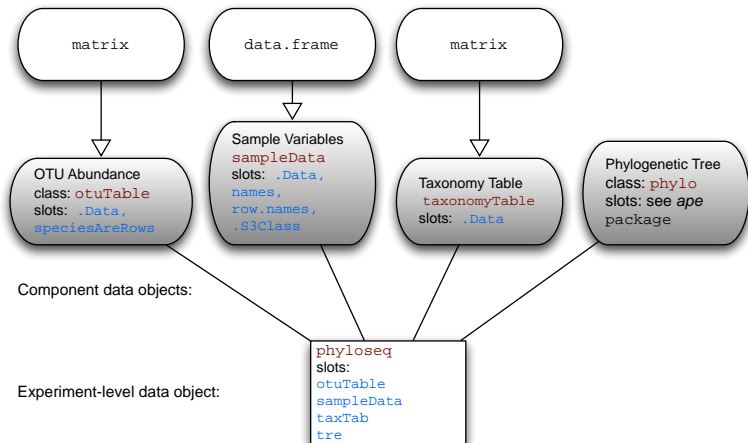 matrix
data.frame
matrix
OTU Abundance
class: otuTable
slots: .Data,
speciesAreRows
Sample Variables
sampleData
slots: .Data,
names,
row.names,
.S3Class
Taxonomy Table
taxonomyTable
slots: .Data
Phylogenetic Tree
class: phylo
slots: see ape
package
Component data objects:
Experiment-level data object:
phyloseq
slots:
otuTable
sampleData
taxTab
tre